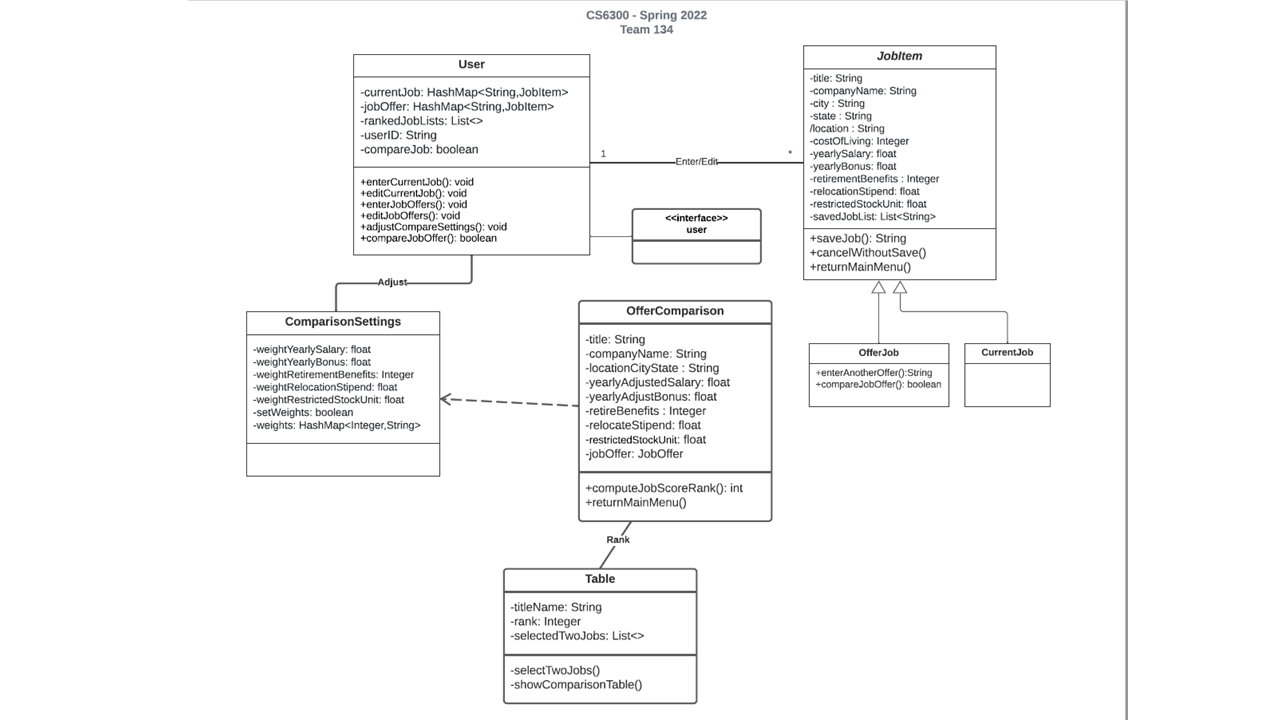 CS6300 - Spring 2022
Team 134
User
-currentJob: HashMap<String,JobItem>
-jobOffer: HashMap<String,JobItem>
-rankedJobLists: List<>
-userID: String
-compareJob: boolean
+enterCurrentJob(): void
+editCurrentJob(): void
+enterJobOffers(): void
+editJobOffers(): void
+adjustCompareSettings(): void
+compareJobOffer(): boolean
1
Enter/Edit
*
JobItem
-title: String
-companyName: String
-city : String
-state : String
/location : String
-costOfLiving: Integer
-yearlySalary: float
-yearlyBonus: float
-retirementBenefits : Integer
-relocationStipend: float
-restrictedStockUnit: float
-savedJobList: List<String>
+saveJob(): String
+cancelWithoutSave()
+returnMainMenu()
<<interface>>
user
Adjust
ComparisonSettings
-weightYearlySalary: float
-weightYearlyBonus: float
-weightRetirementBenefits: Integer
-weightRelocationStipend: float
-weightRestrictedStockUnit: float
-setWeights: boolean
-weights: HashMap<Integer,String>
OfferComparison
-title: String
-companyName: String
-locationCityState : String
-yearlyAdjustedSalary: float
-yearlyAdjustBonus: float
-retireBenefits : Integer
-relocateStipend: float
-restrictedStockUnit: float
-jobOffer: JobOffer
+computeJobScoreRank(): int
+returnMainMenu()
OfferJob
+enterAnotherOffer():String
+compareJobOffer(): boolean
CurrentJob
Rank
Table
-titleName: String
-rank: Integer
-selectedTwoJobs: List<>
-selectTwoJobs()
-showComparisonTable()